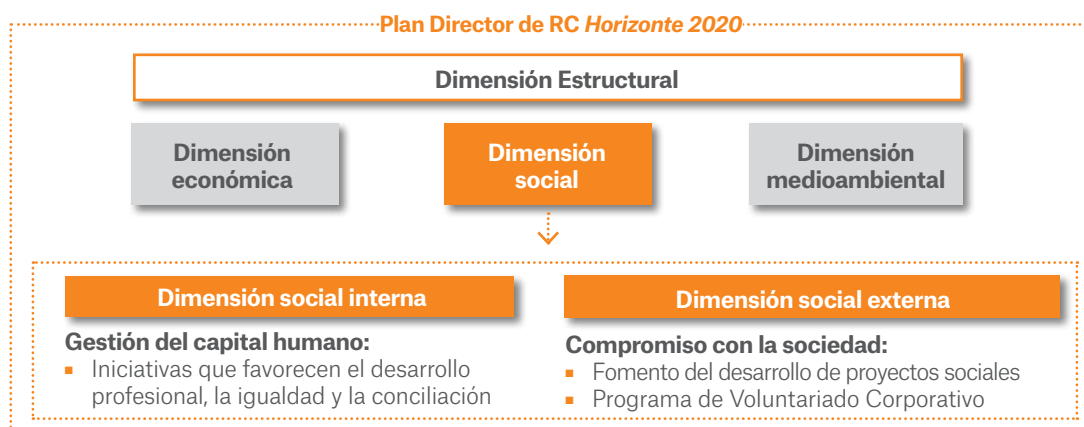 Plan Director de RC Horizonte 2020
Dimensión Estructural
Dimensión
económica
Dimensión
social
Dimensión
medioambiental
Dimensión social interna
Gestión del capital humano:
▪ Iniciativas que favorecen el desarrollo
profesional, la igualdad y la conciliación
Dimensión social externa
Compromiso con la sociedad:
▪ Fomento del desarrollo de proyectos sociales
▪ Programa de Voluntariado Corporativo